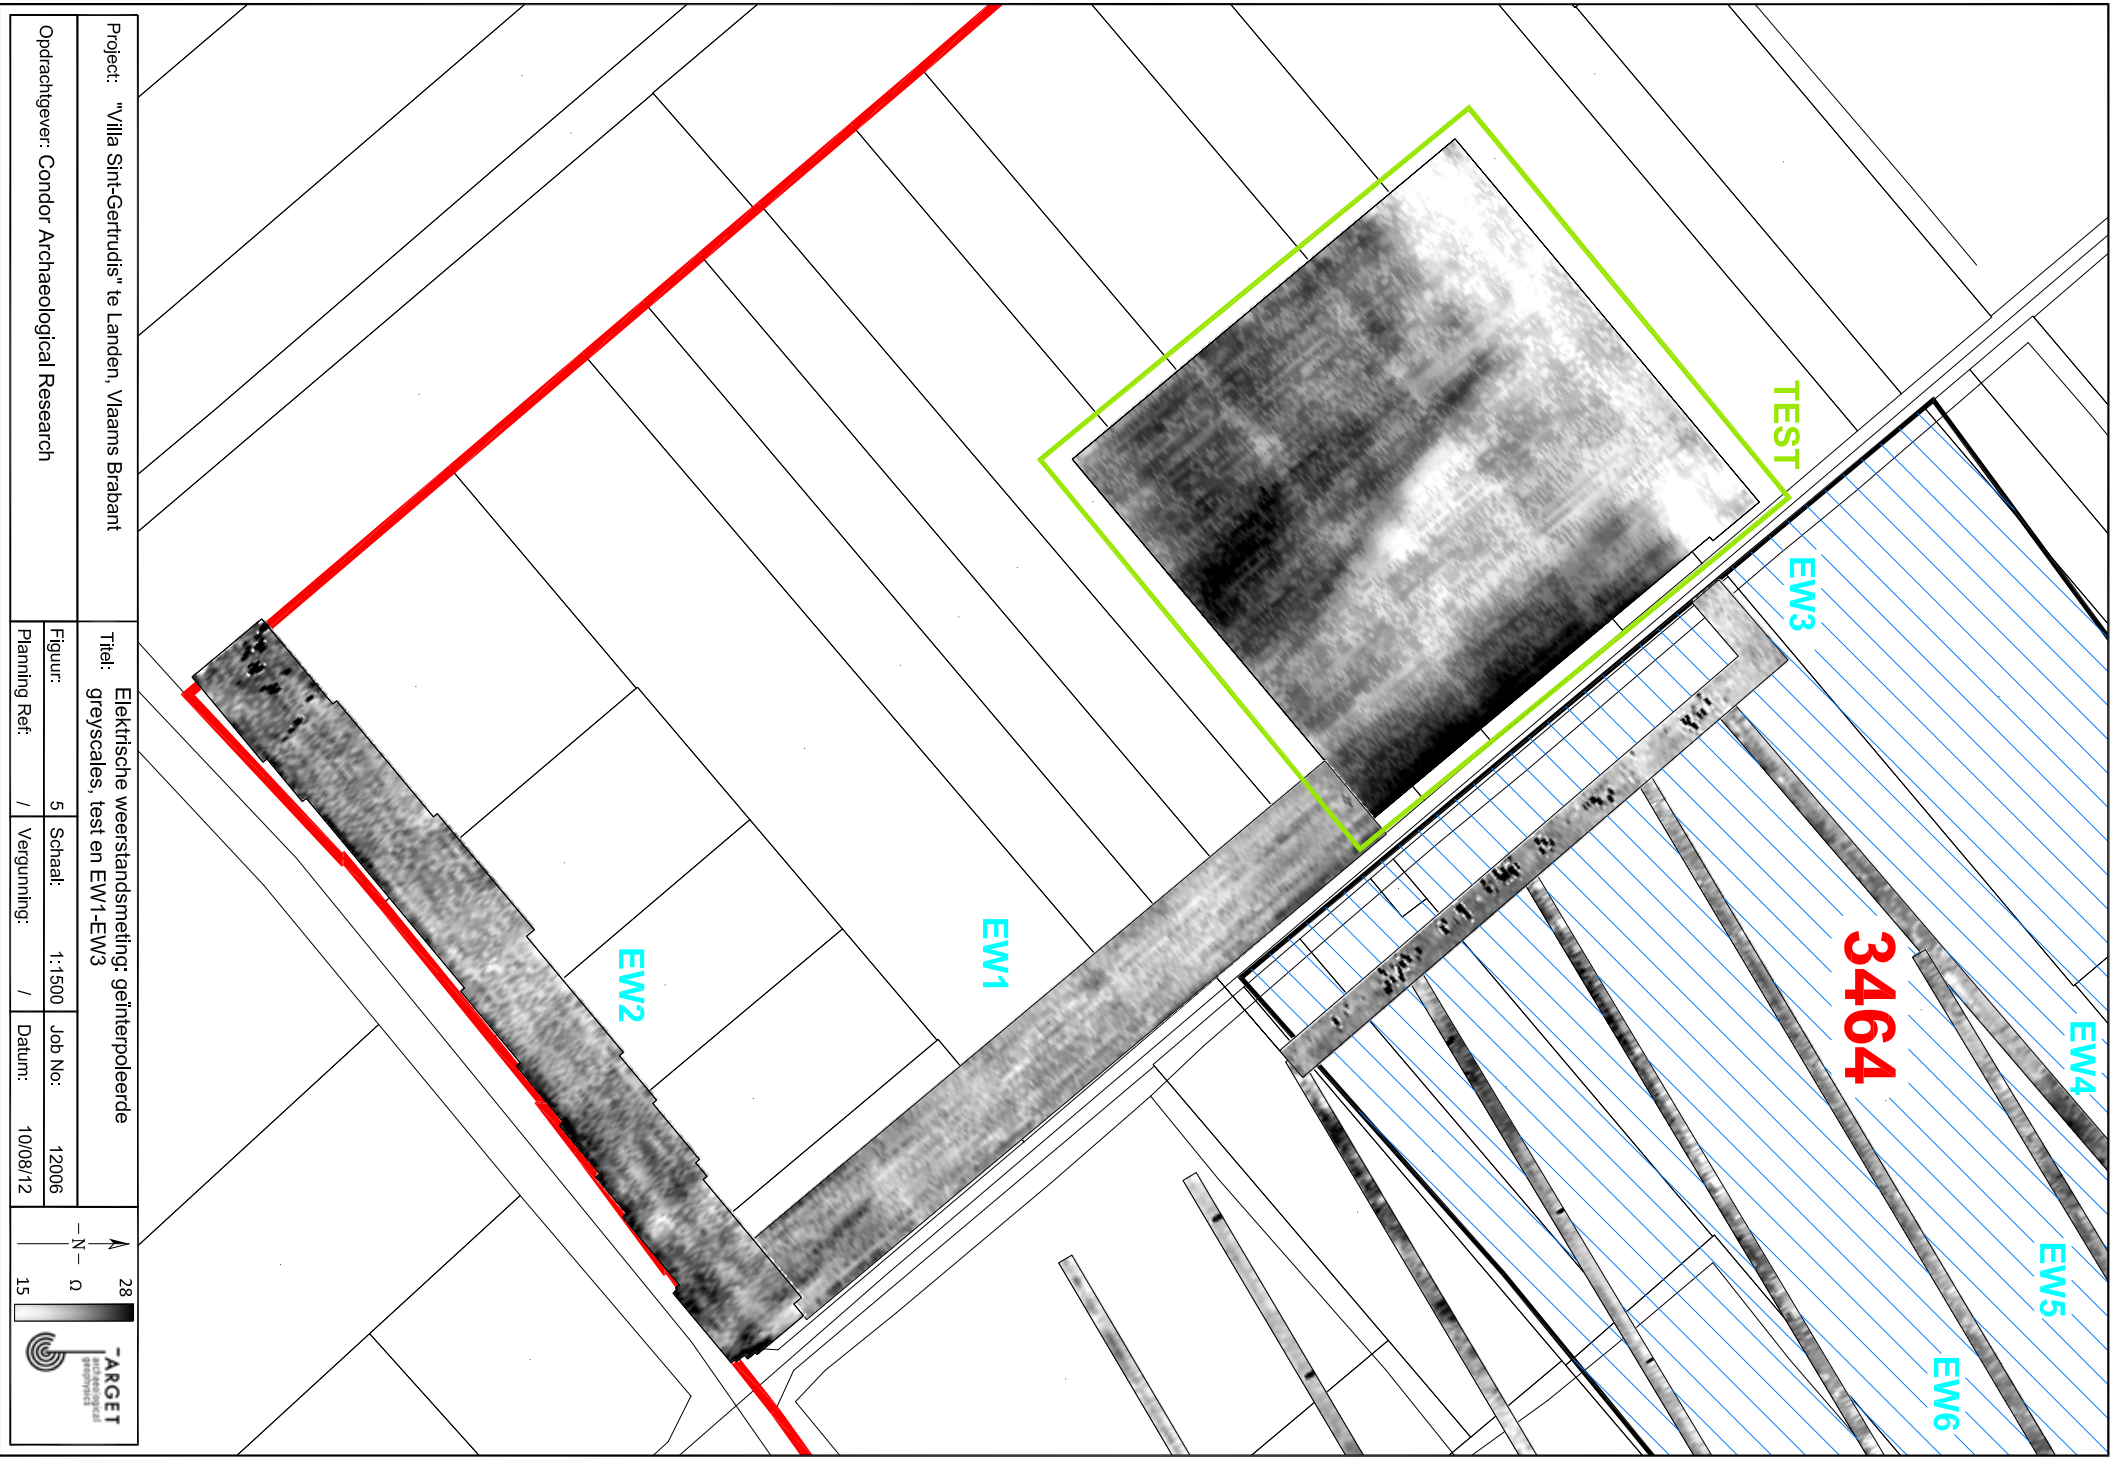 TEST
EW3
3464
EW4
EW1
EW2
EW5
EW6
Project: "Villa Sint-Gertrudis" te Landen, Vlaams Brabant
Opdrachtgever: Condor Archaeological Research
Titel: Elektrische weerstandsmeting: geïnterpoleerde
greyscales, test en EW1-EW3
Figuur: 5
Schaal: 1:1500
Job No: 12006
Planning Ref: /
Vergunning: /
Datum: 10/08/12
-N-
28
Ω
15
TARGET
archaeological
geophysics